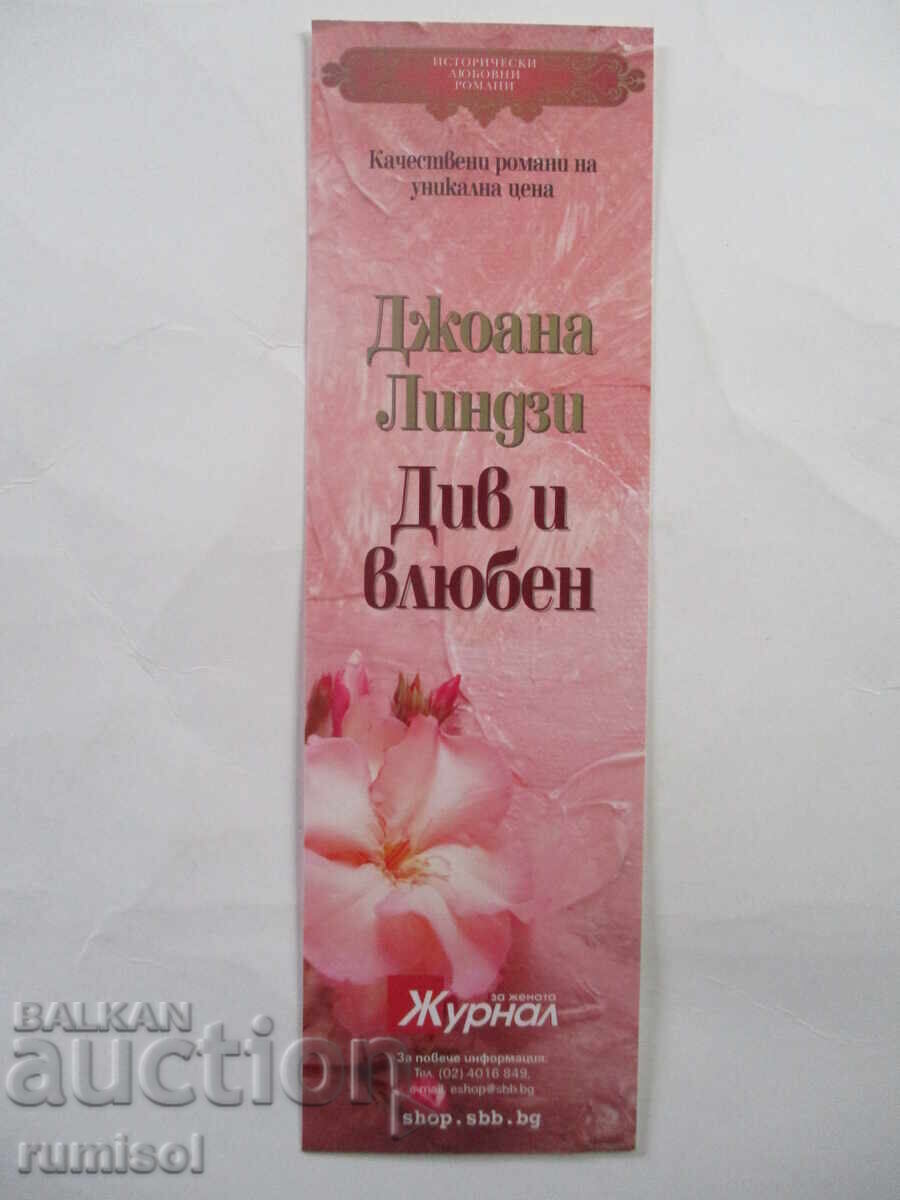 ИСТОРИЧЕСКИ
ЛЮБОВНИ
РОМАНИ
Качествени романи на
уникална цена
Джоана
Линдзи
Див и
влюбен
за жената
Журнал
За повече информация:
Тел. (02) 4016 849,
e-mail, eshop@sbb.bg
shop.sbb.bg
BALKAN
auction
rumisol